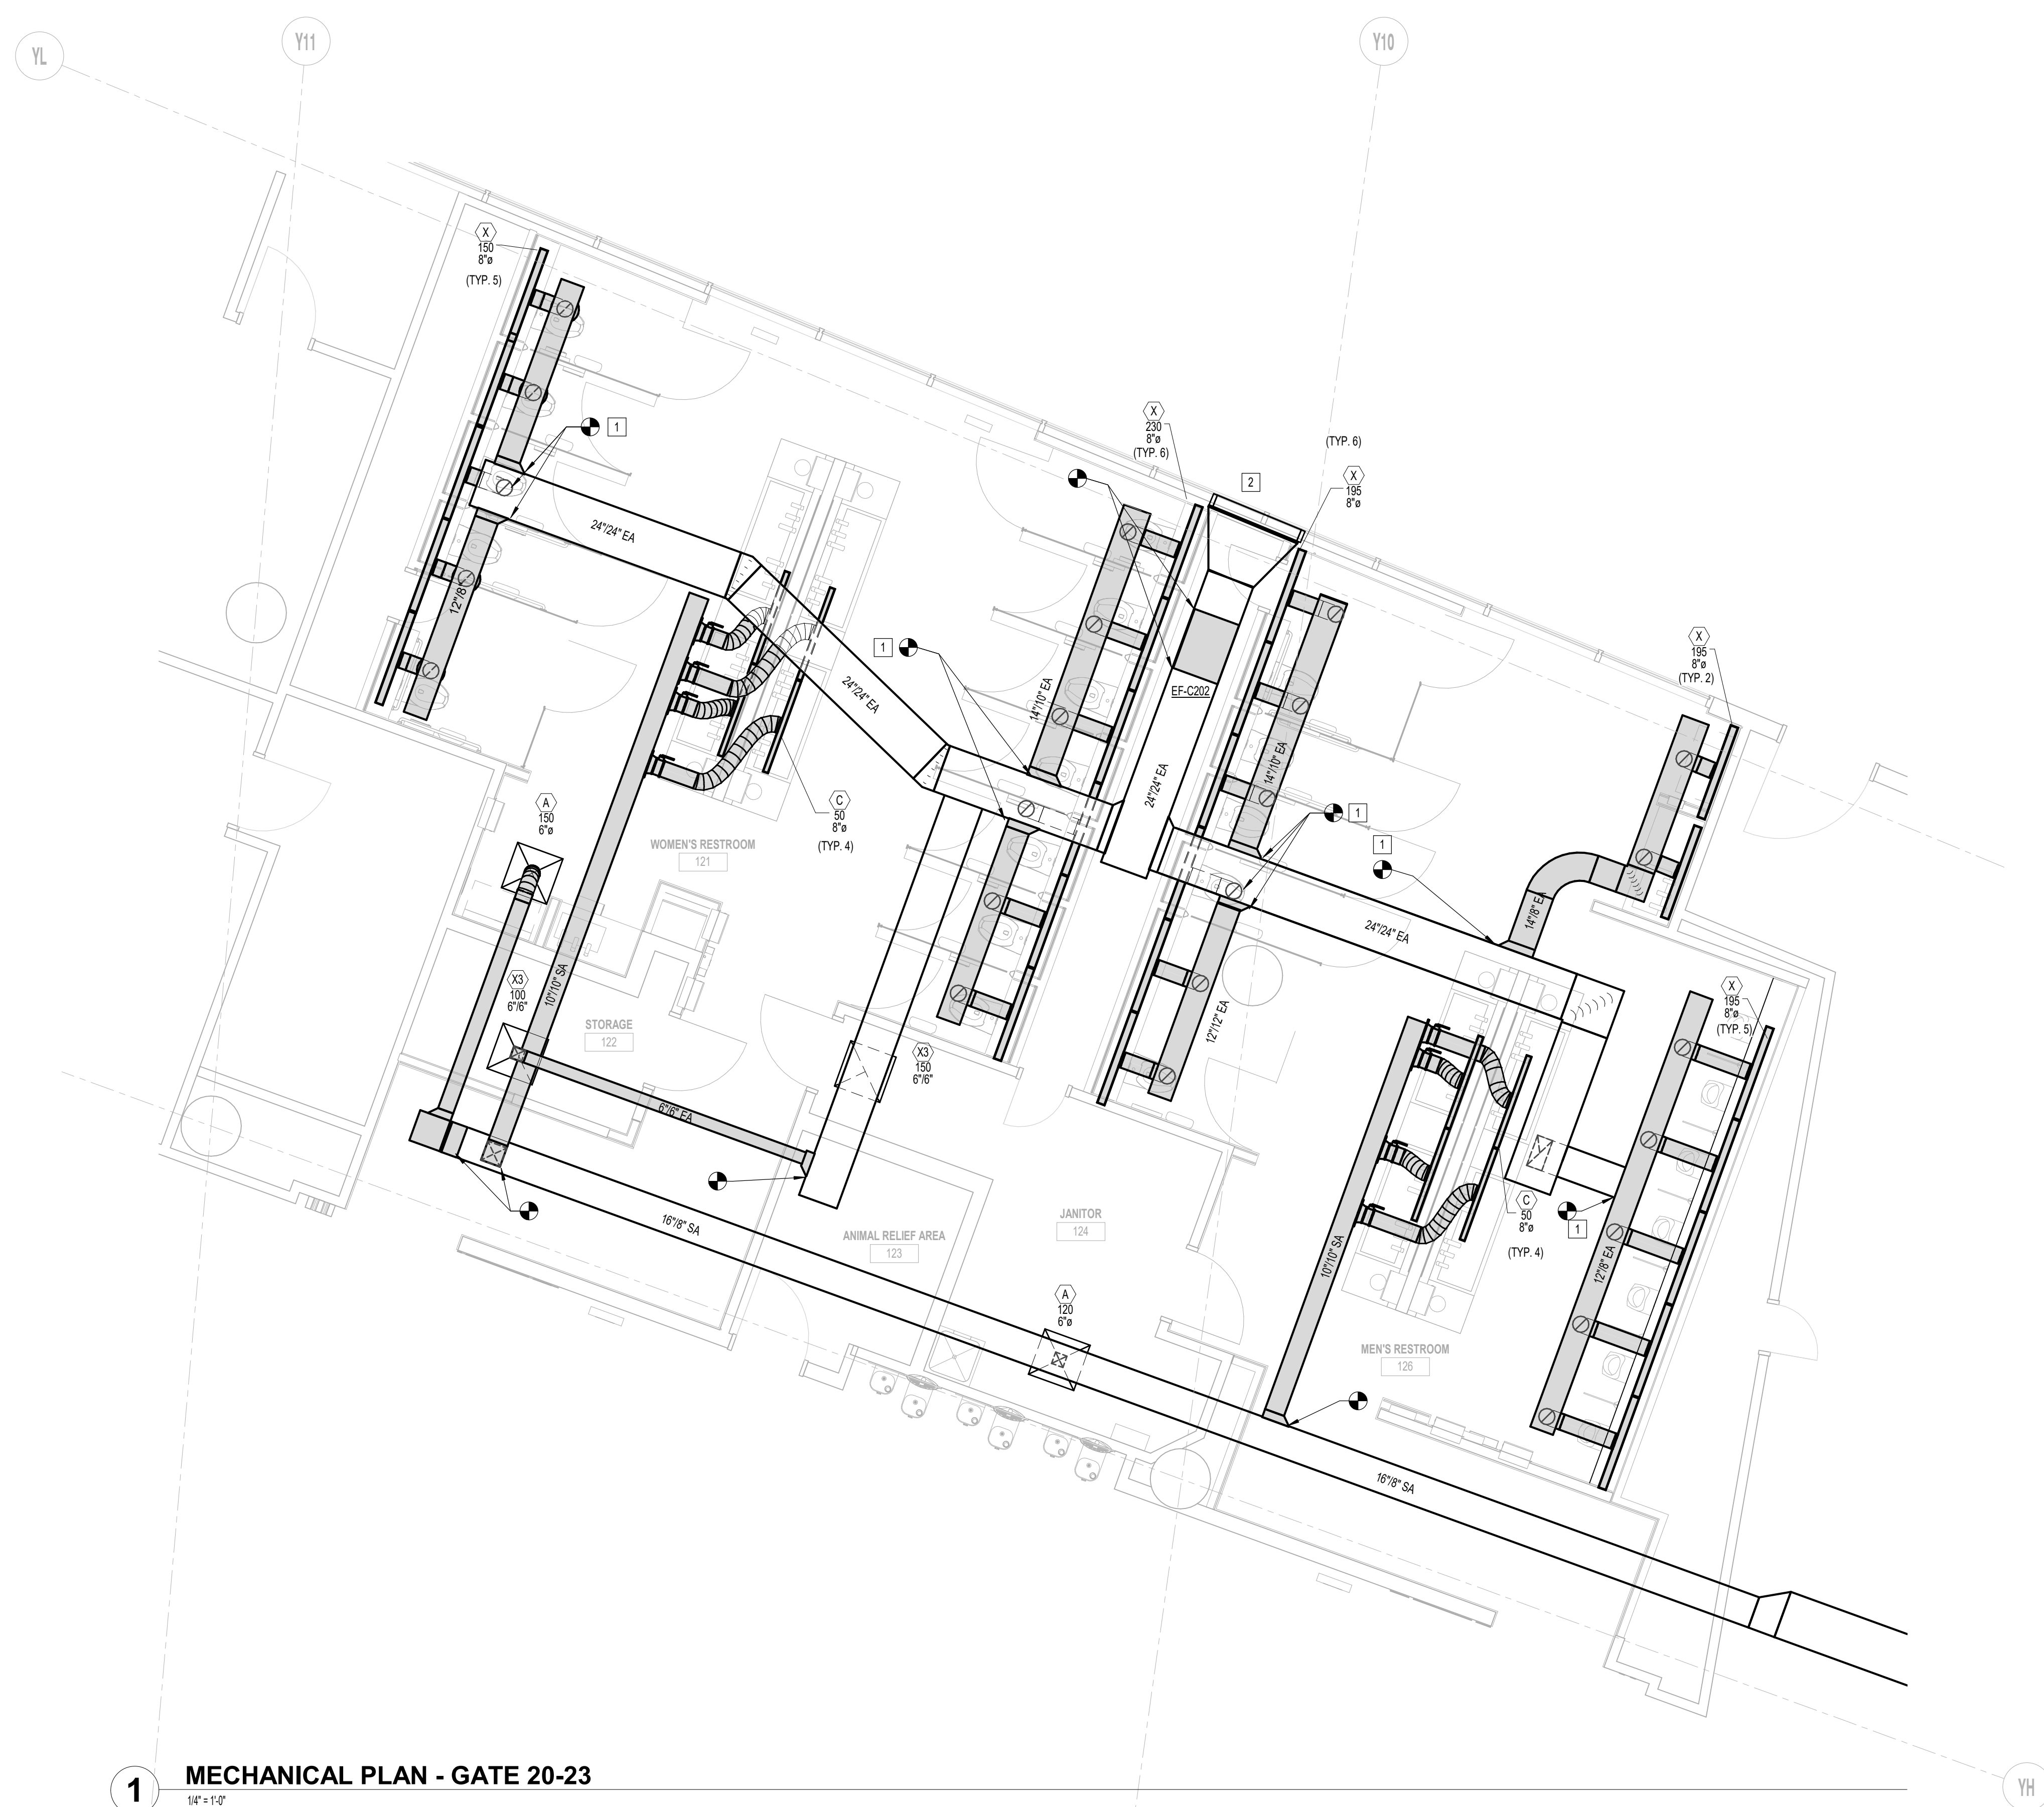 YL
Y11
Y10
X
150
8"ø
(TYP. 5)
1
24"/24" EA
12"/8"
X
230
8"ø
(TYP. 6)
2
(TYP. 6)
X
195
8"ø
1
24"/24" EA
14"/10" EA
EF-C202
24"/24" EA
14"/10" EA
X
195
8"ø
(TYP. 2)
1
1
A
150
6"ø
C
50
8"ø
(TYP. 4)
WOMEN'S RESTROOM
121
24"/24" EA
14"/8" EA
X3
100
6"/6"
10"/10" SA
STORAGE
122
X3
150
6"/6"
12"/12" EA
X
195
8"ø
(TYP. 5)
6"/6" EA
16"/8" SA
ANIMAL RELIEF AREA
123
JANITOR
124
C
50
8"ø
(TYP. 4)
1
10"/10" SA
12"/8" EA
A
120
6"ø
MEN'S RESTROOM
126
16"/8" SA
1
MECHANICAL PLAN - GATE 20-23
1/4" = 1'-0"
YH